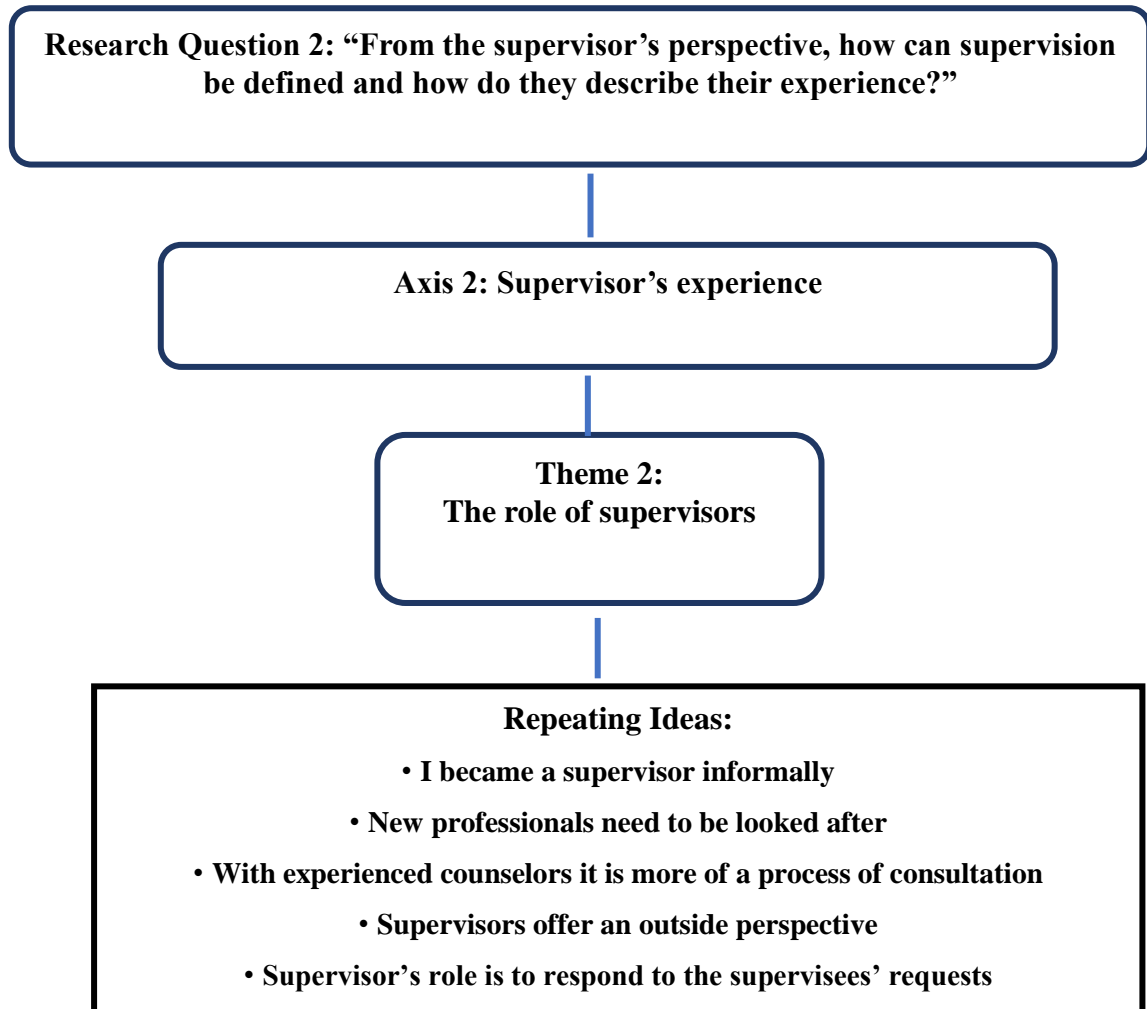 Research Question 2: “From the supervisor’s perspective, how can supervision
be defined and how do they describe their experience?”
Axis 2: Supervisor’s experience
Theme 2:
The role of supervisors
Repeating Ideas:
• I became a supervisor informally
• New professionals need to be looked after
• With experienced counselors it is more of a process of consultation
• Supervisors offer an outside perspective
• Supervisor’s role is to respond to the supervisees’ requests